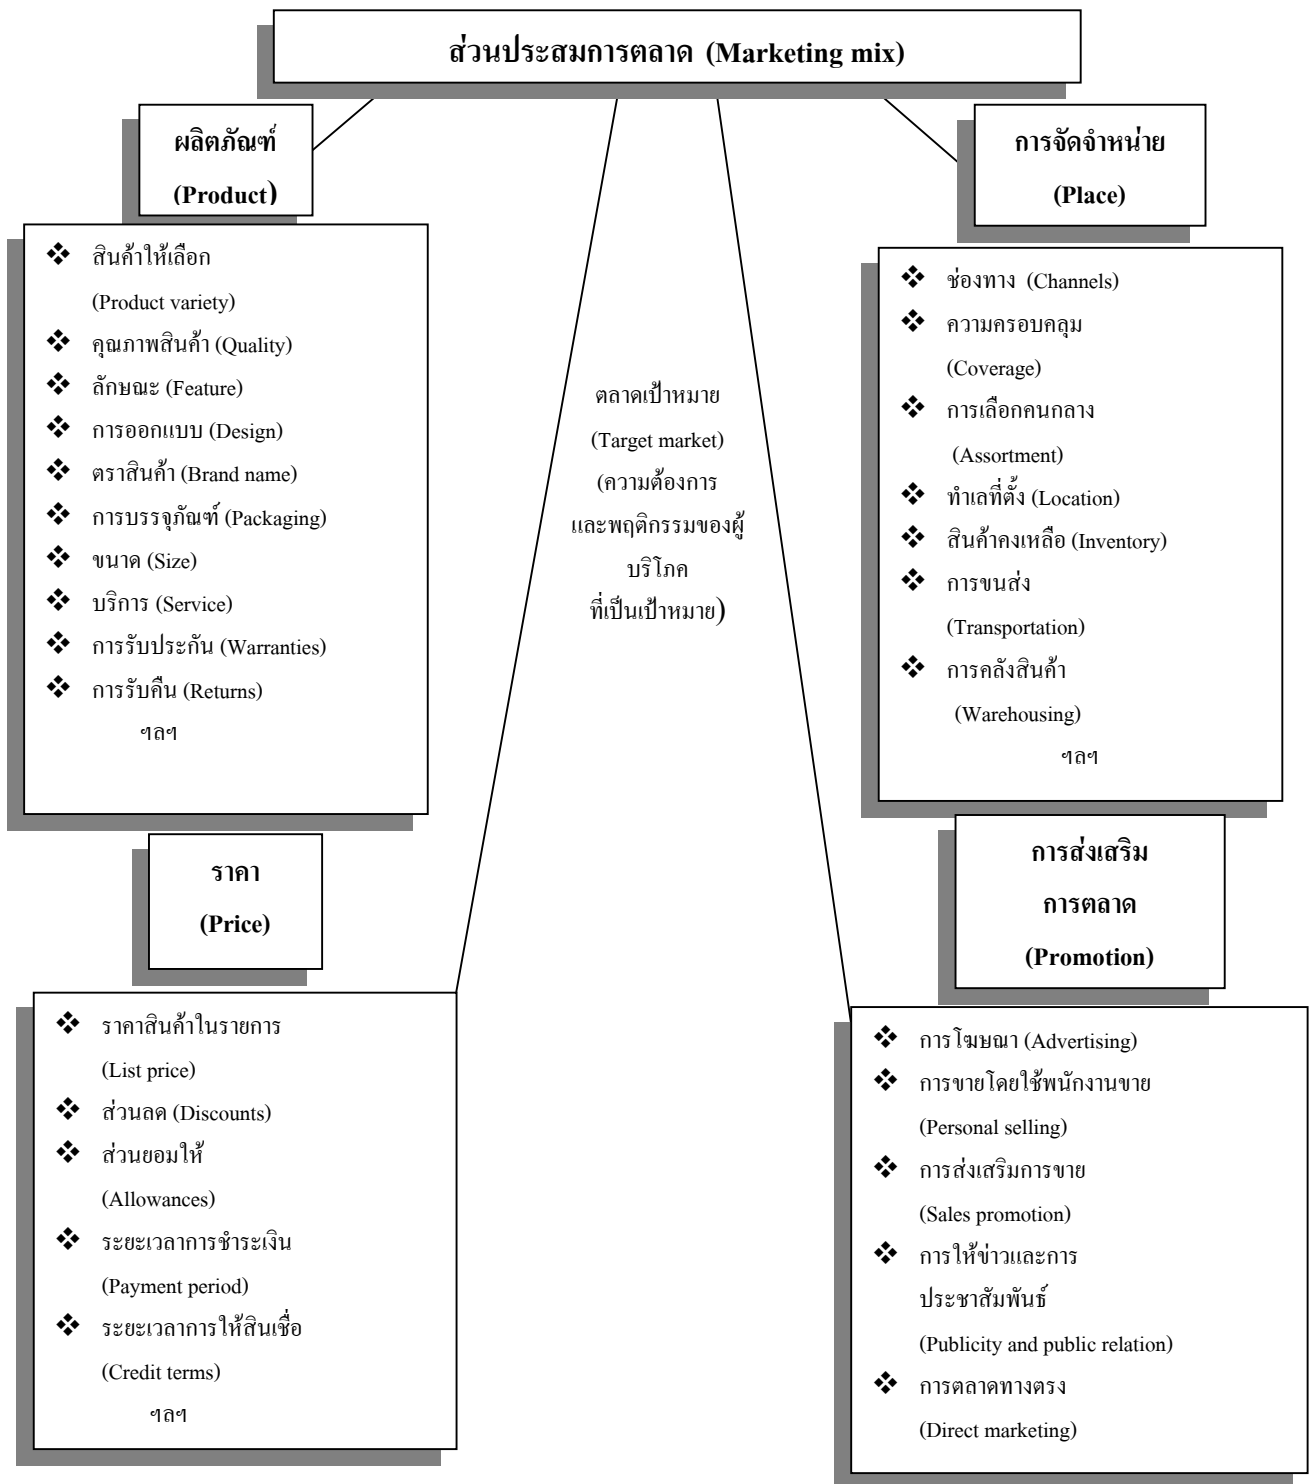 ส่วนประสมการตลาด (Marketing mix)
ผลิตภัณฑ์
(Product)
❖ สินค้าให้เลือก
(Product variety)
❖ คุณภาพสินค้า (Quality)
❖ ลักษณะ (Feature)
❖ การออกแบบ (Design)
❖ ตราสินค้า (Brand name)
❖ การบรรจุภัณฑ์ (Packaging)
❖ ขนาด (Size)
❖ บริการ (Service)
❖ การรับประกัน (Warranties)
❖ การรับคืน (Returns)
ฯลฯ
ราคา
(Price)
❖ ราคาสินค้าในรายการ
(List price)
❖ ส่วนลด (Discounts)
❖ ส่วนยอมให้
(Allowances)
❖ ระยะเวลาการชำระเงิน
(Payment period)
❖ ระยะเวลาการให้สินเชื่อ
(Credit terms)
ฯลฯ
ตลาดเป้าหมาย
(Target market)
(ความต้องการ
และพฤติกรรมของผู้
บริโภค
ที่เป็นเป้าหมาย)
การจัดจำหน่าย
(Place)
❖ ช่องทาง (Channels)
❖ ความครอบคลุม
(Coverage)
❖ การเลือกคนกลาง
(Assortment)
❖ ทำเลที่ตั้ง (Location)
❖ สินค้าคงเหลือ (Inventory)
❖ การขนส่ง
(Transportation)
❖ การคลังสินค้า
(Warehousing)
ฯลฯ
การส่งเสริม
การตลาด
(Promotion)
❖ การโฆษณา (Advertising)
❖ การขายโดยใช้พนักงานขาย
(Personal selling)
❖ การส่งเสริมการขาย
(Sales promotion)
❖ การให้ข่าวและการ
ประชาสัมพันธ์
(Publicity and public relation)
❖ การตลาดทางตรง
(Direct marketing)